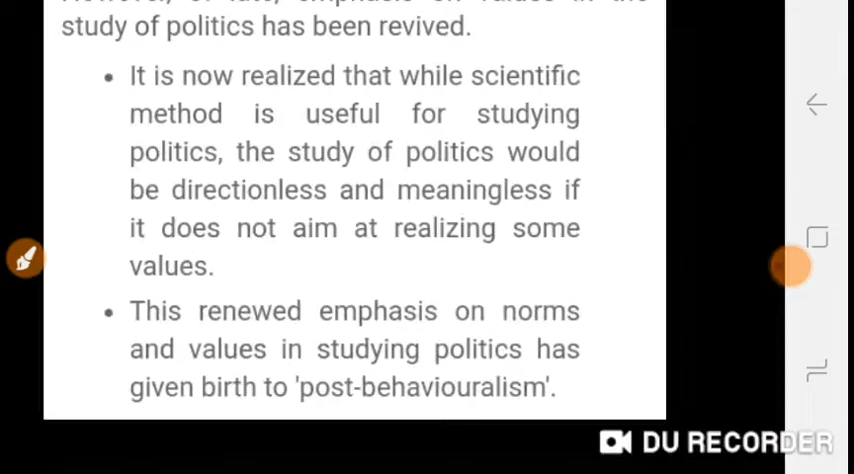 study of politics has been revived.
• It is now realized that while scientific
method is useful for studying
politics, the study of politics would
be directionless and meaningless if
it does not aim at realizing some
values.
• This renewed emphasis on norms
and values in studying politics has
given birth to 'post-behaviouralism'.
DU RECORDER